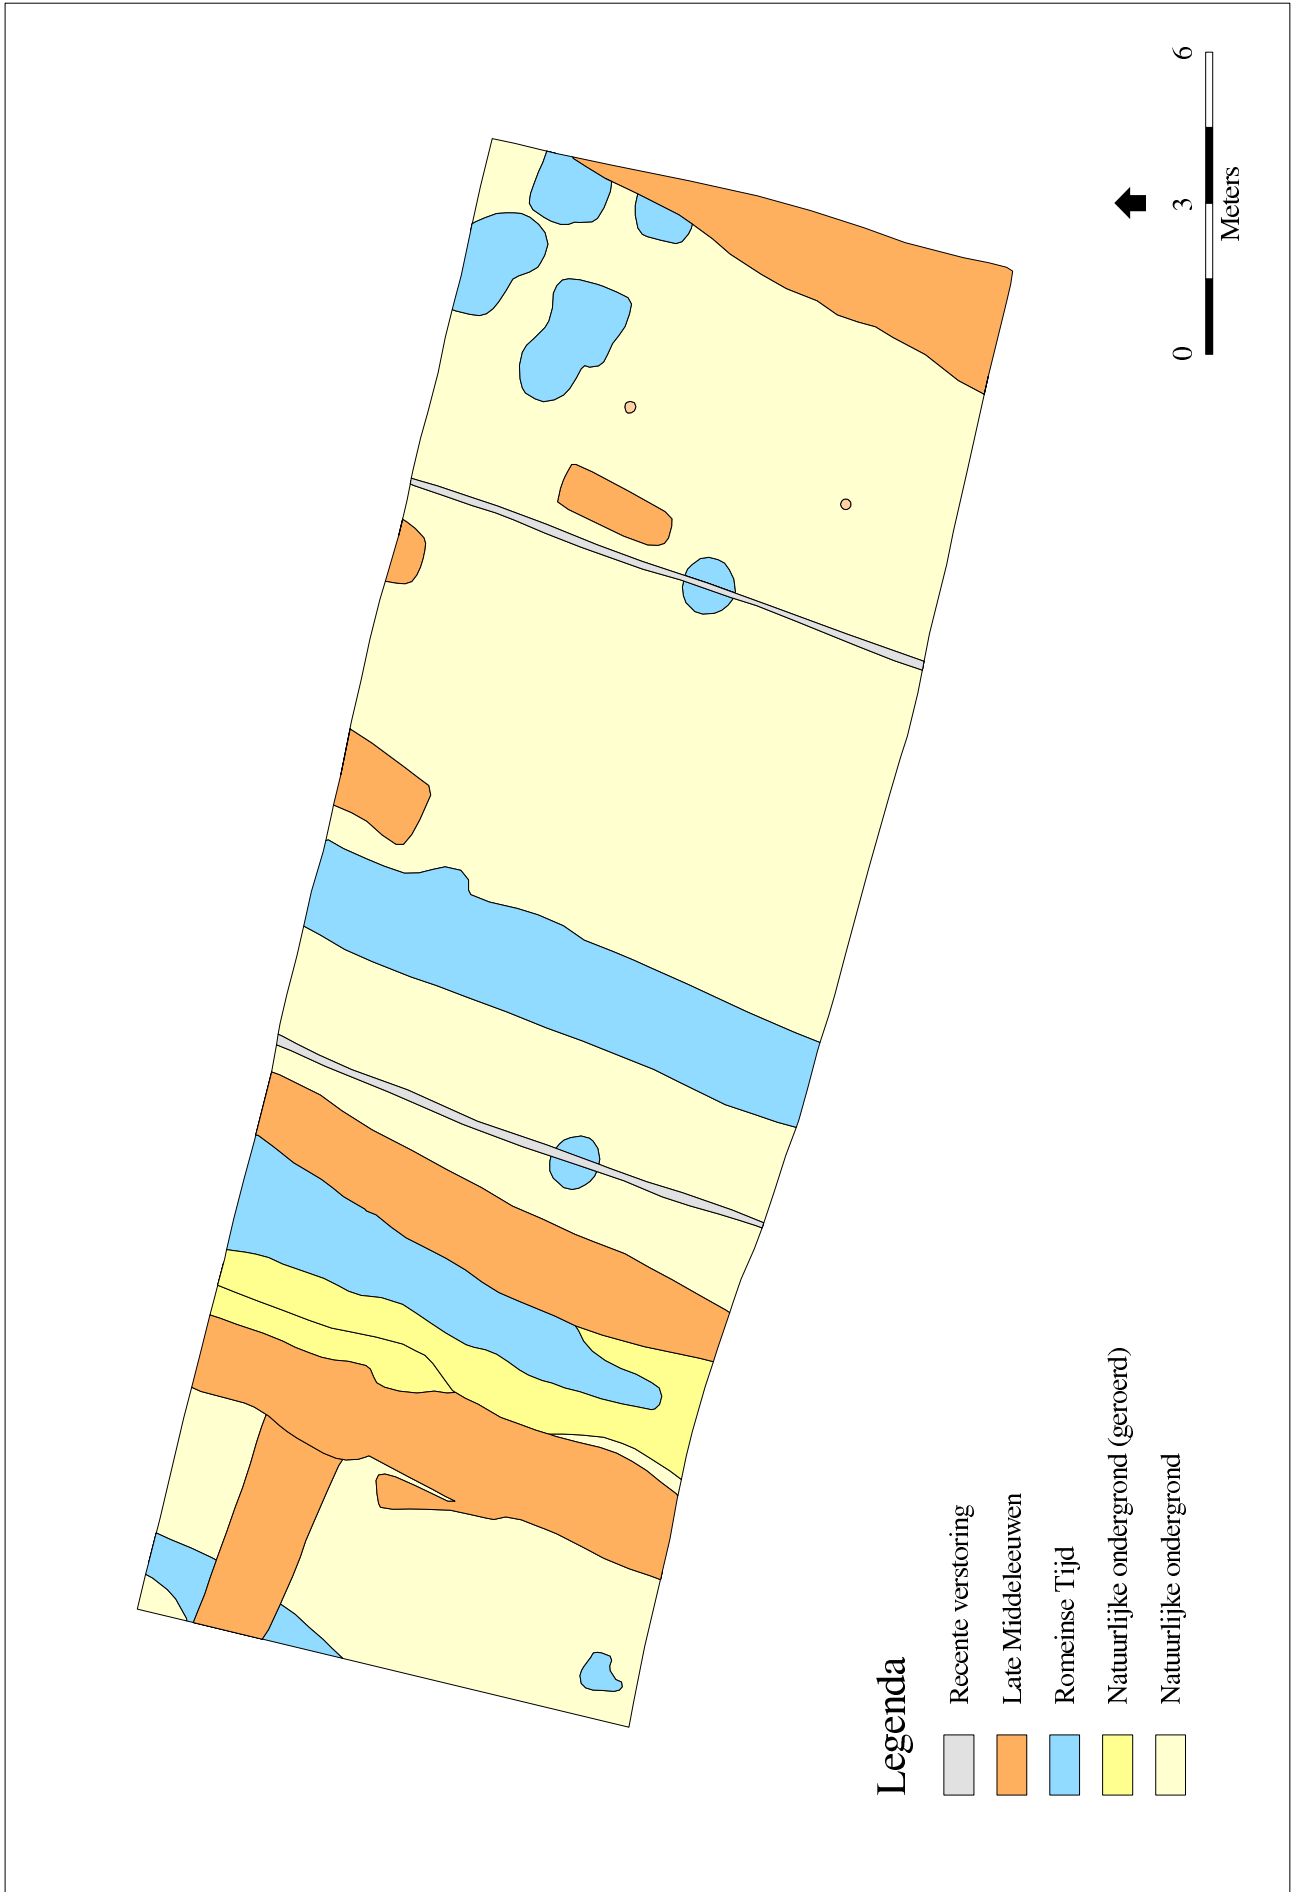 Legenda
Recente verstoring
Late Middeleeuwen
Romeinse Tijd
Natuurlijke ondergrond (geroerd)
Natuurlijke ondergrond
0 3 6
Meters